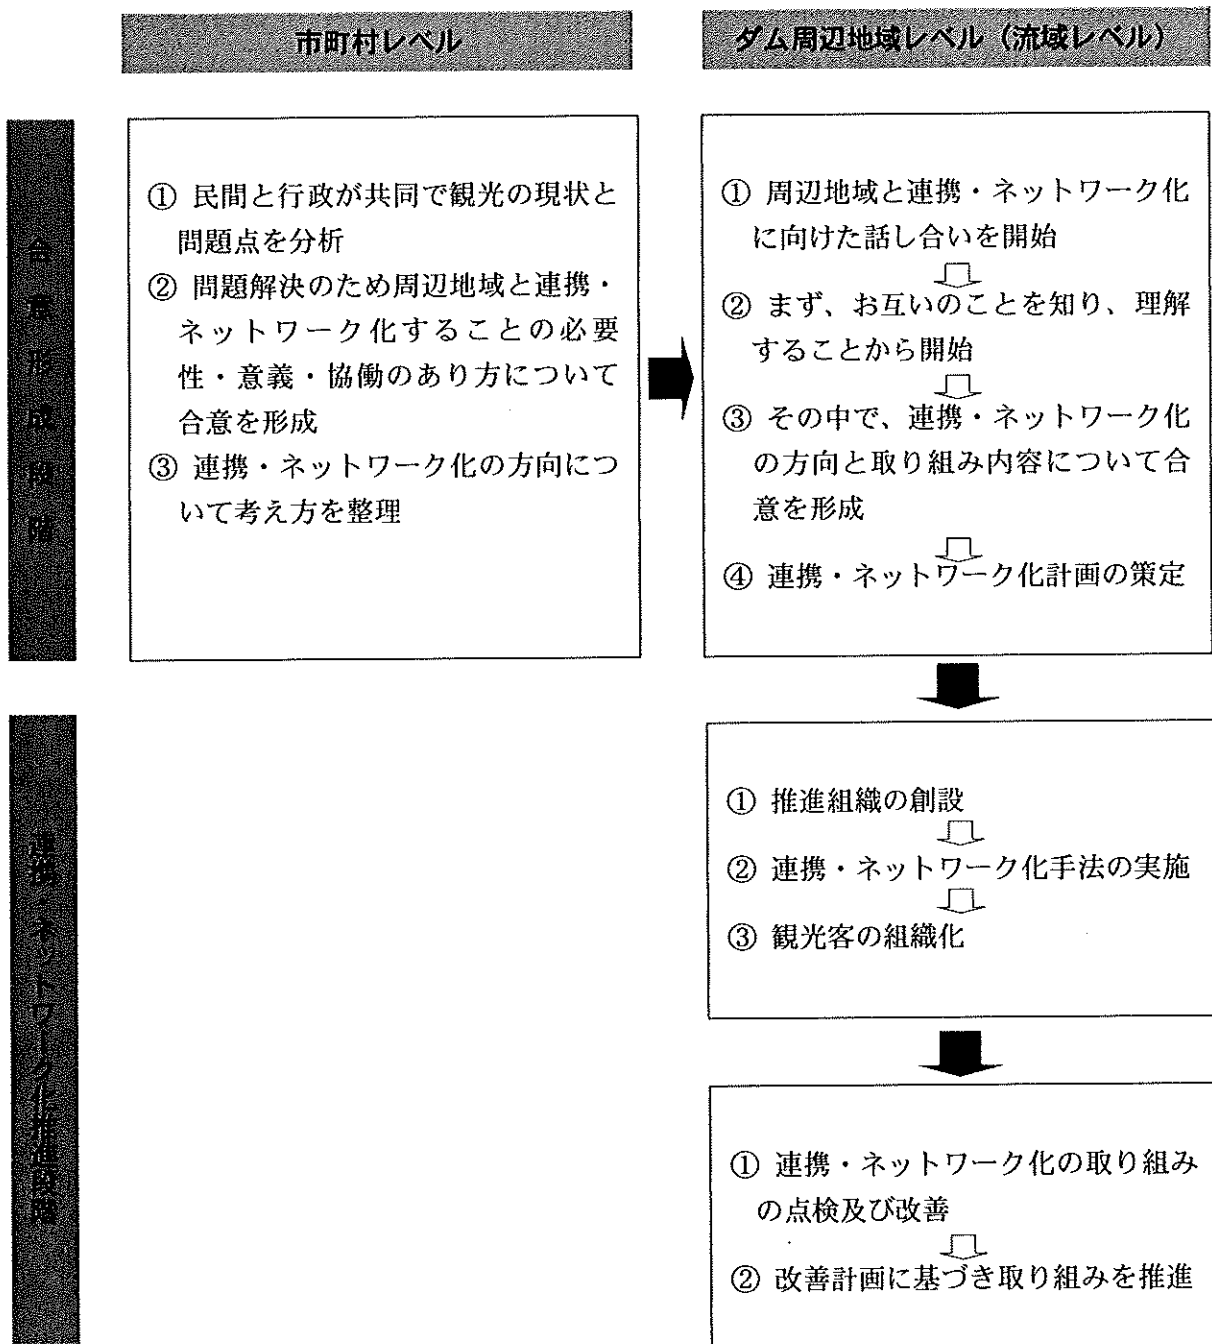 市町村レベル
ダム周辺地域レベル（流域レベル）
合意形成段階
① 民間と行政が共同で観光の現状と
問題点を分析
② 問題解決のため周辺地域と連携・
ネットワーク化することの必要
性・意義・協働のあり方について
合意を形成
③ 連携・ネットワーク化の方向につ
いて考え方を整理
① 周辺地域と連携・ネットワーク化
に向けた話し合いを開始
② まず、お互いのことを知り、理解
することから開始
③ その中で、連携・ネットワーク化
の方向と取り組み内容について合
意を形成
④ 連携・ネットワーク化計画の策定
連携・ネットワーク化推進段階
① 推進組織の創設
② 連携・ネットワーク化手法の実施
③ 観光客の組織化
① 連携・ネットワーク化の取り組み
の点検及び改善
② 改善計画に基づき取り組みを推進